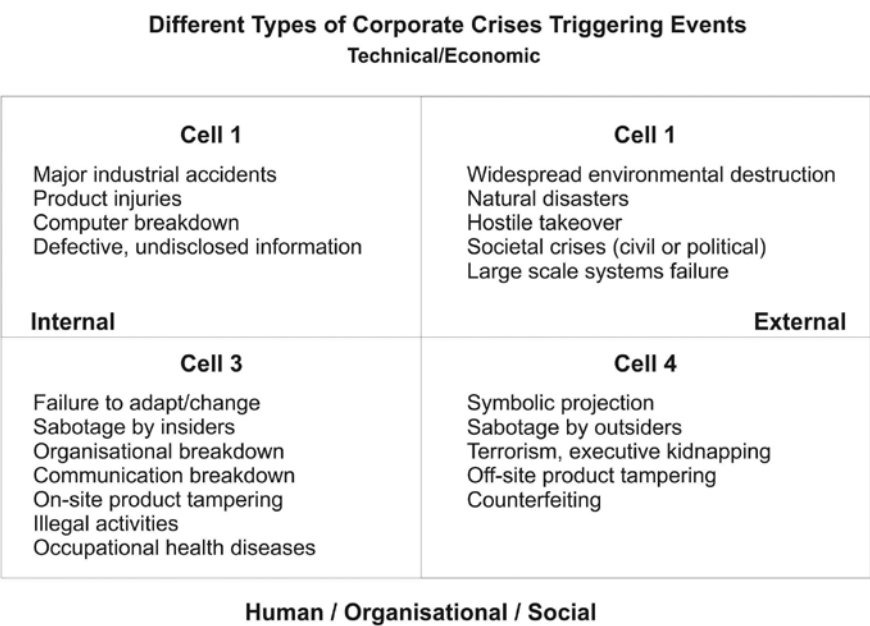 Different Types of Corporate Crises Triggering Events
Technical/Economic
Cell 1
Major industrial accidents
Product injuries
Computer breakdown
Defective, undisclosed information
Internal
Cell 1
Widespread environmental destruction
Natural disasters
Hostile takeover
Societal crises (civil or political)
Large scale systems failure
External
Cell 3
Failure to adapt/change
Sabotage by insiders
Organisational breakdown
Communication breakdown
On-site product tampering
Illegal activities
Occupational health diseases
Cell 4
Symbolic projection
Sabotage by outsiders
Terrorism, executive kidnapping
Off-site product tampering
Counterfeiting
Human / Organisational / Social